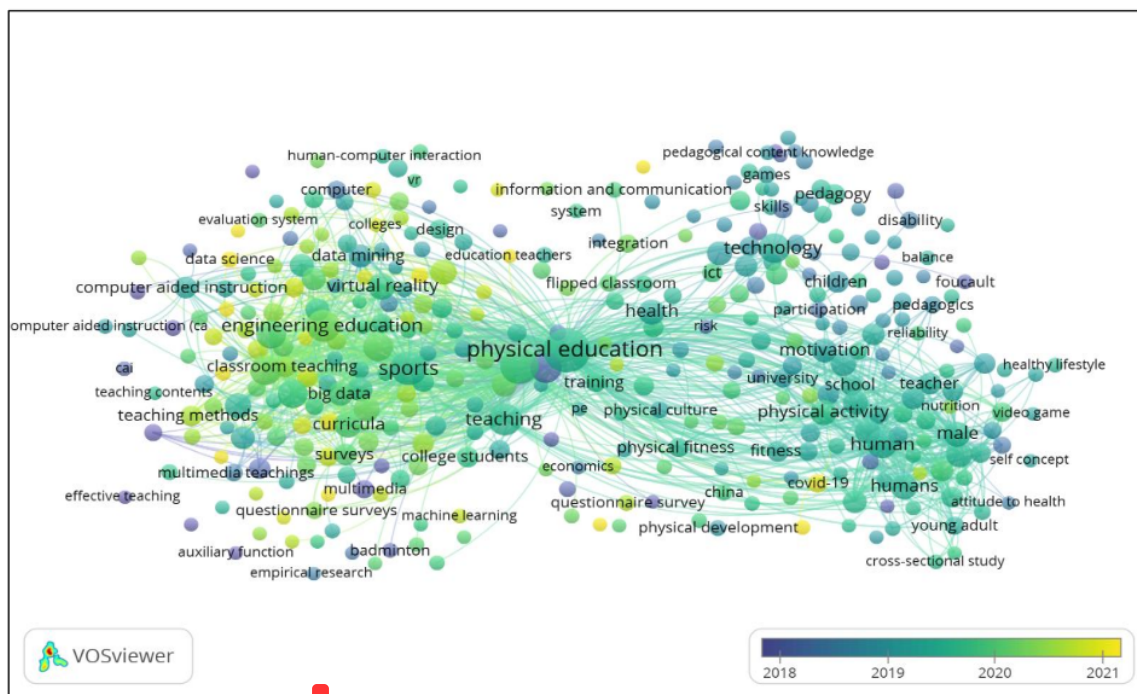 pedagogical content knowledge
human-computer interaction
games
vr
computer
information and communication
pedagogy
skills
system
evaluation system
colleges
design
disability
integration
technology
data mining
education teachers
balance
data science
ict
flipped classroom
children
foucault
computer aided instruction
virtual reality
participation
pedagogics
health
omputer aided instruction (ca
engineering education
risk
reliability
physical education
motivation
healthy lifestyle
cai
classroom teaching
sports
training
university
school
teacher
teaching contents
big data
nutrition
teaching methods
pe
physical culture
physical activity
video game
curricula
teaching
male
surveys
college students
physical fitness
fitness
human
self concept
multimedia teachings
economics
multimedia
covid-19
humans
effective teaching
china
attitude to health
questionnaire surveys
questionnaire survey
machine learning
physical development
young adult
auxiliary function
badminton
cross-sectional study
empirical research
VOSviewer
2018 2019 2020 2021